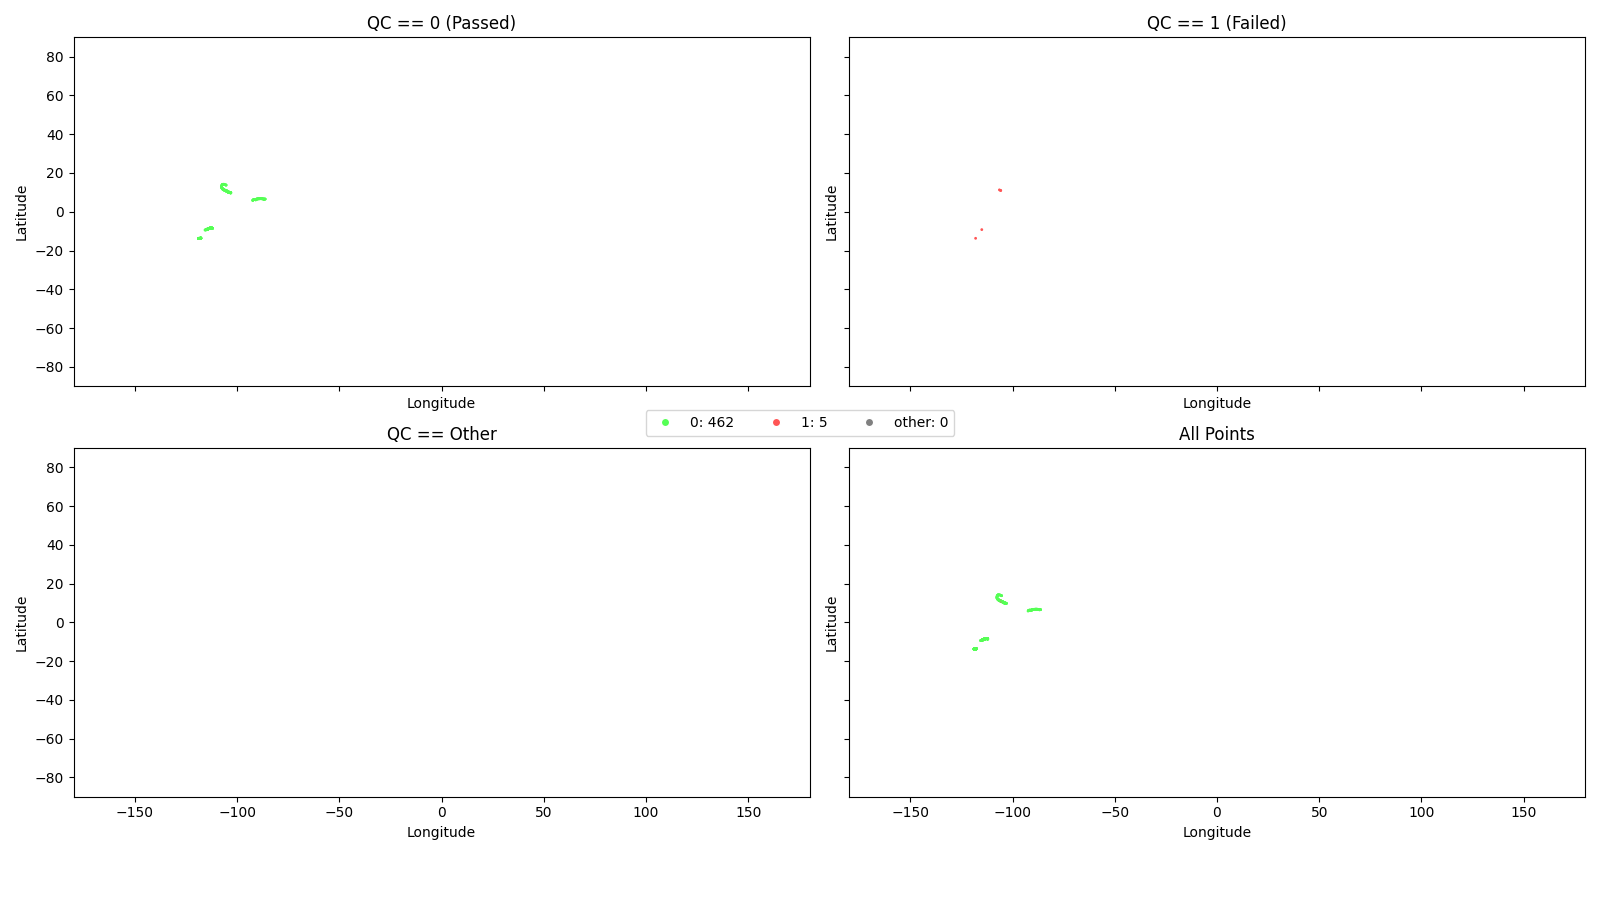 QC == 0 (Passed)
QC == 1 (Failed)
80
60
40
20
0
−20
−40
−60
−80
Latitude
Latitude
Longitude
Longitude
0: 462
1: 5
other: 0
QC == Other
All Points
80
60
40
20
0
−20
−40
−60
−80
Latitude
Latitude
−150
−100
−50
0
50
100
150
−150
−100
−50
0
50
100
150
Longitude
Longitude